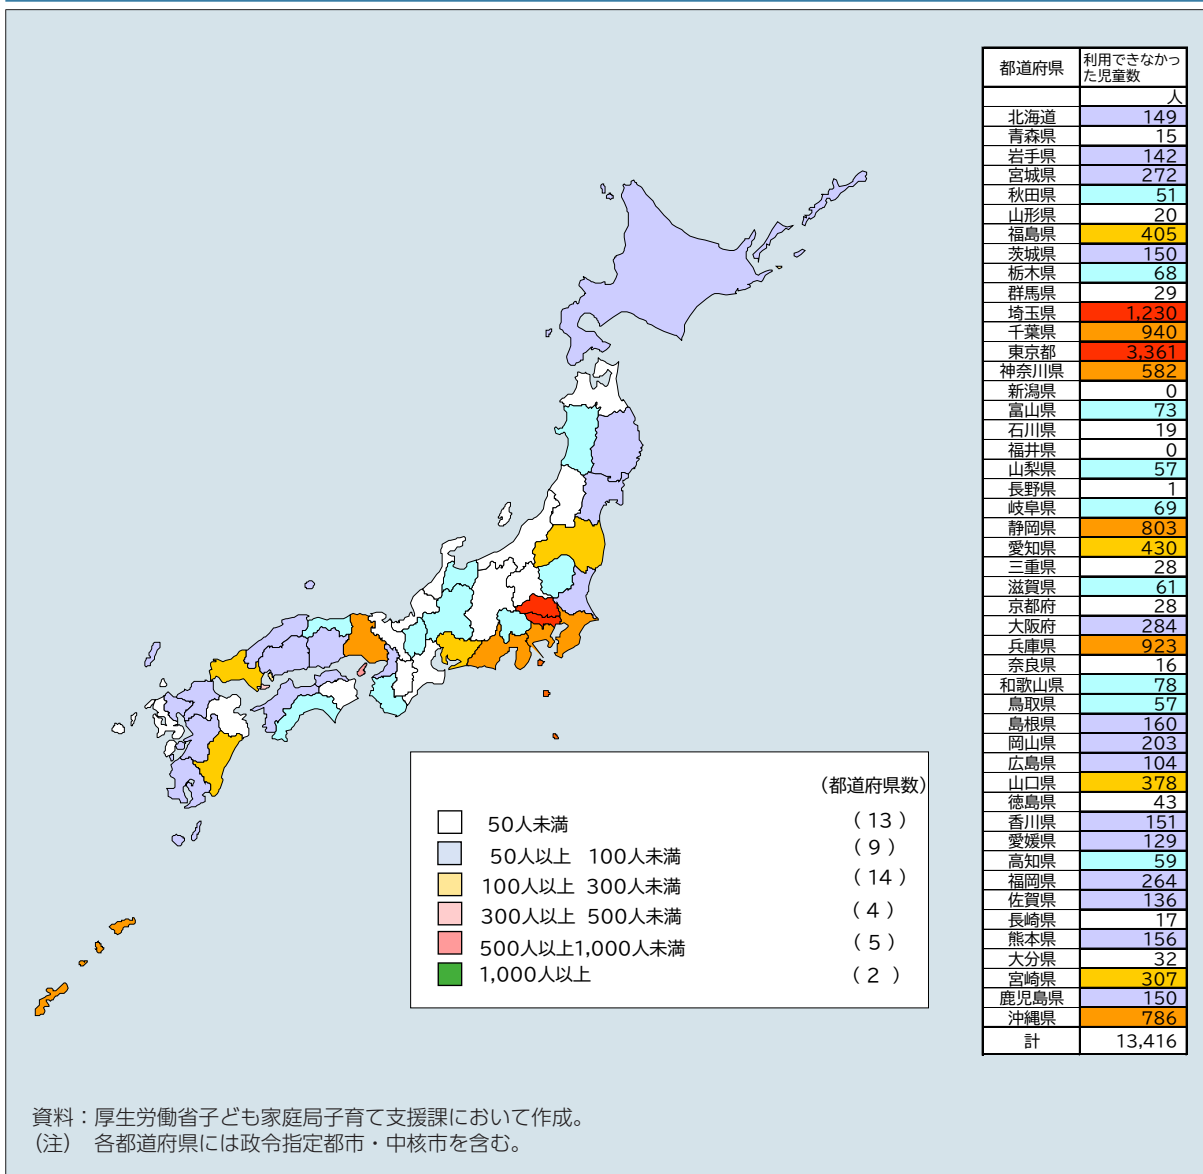 都道府県 利用できなかった児童数
人
北海道 149
青森県 15
岩手県 142
宮城県 272
秋田県 51
山形県 20
福島県 405
茨城県 150
栃木県 68
群馬県 29
埼玉県 1,230
千葉県 940
東京都 3,361
神奈川県 582
新潟県 0
富山県 73
石川県 19
福井県 0
山梨県 57
長野県 1
岐阜県 69
静岡県 803
愛知県 430
三重県 28
滋賀県 61
京都府 28
大阪府 284
兵庫県 923
奈良県 16
和歌山県 78
鳥取県 57
島根県 160
岡山県 203
広島県 104
山口県 378
徳島県 43
香川県 151
愛媛県 129
高知県 59
福岡県 264
佐賀県 136
長崎県 17
熊本県 156
大分県 32
宮崎県 307
鹿児島県 150
沖縄県 786
計 13,416
(都道府県数)
50人未満 (13)
50人以上 100人未満 (9)
100人以上 300人未満 (14)
300人以上 500人未満 (4)
500人以上1,000人未満 (5)
1,000人以上 (2)
資料：厚生労働省子ども家庭局子育て支援課において作成。
(注) 各都道府県には政令指定都市・中核市を含む。